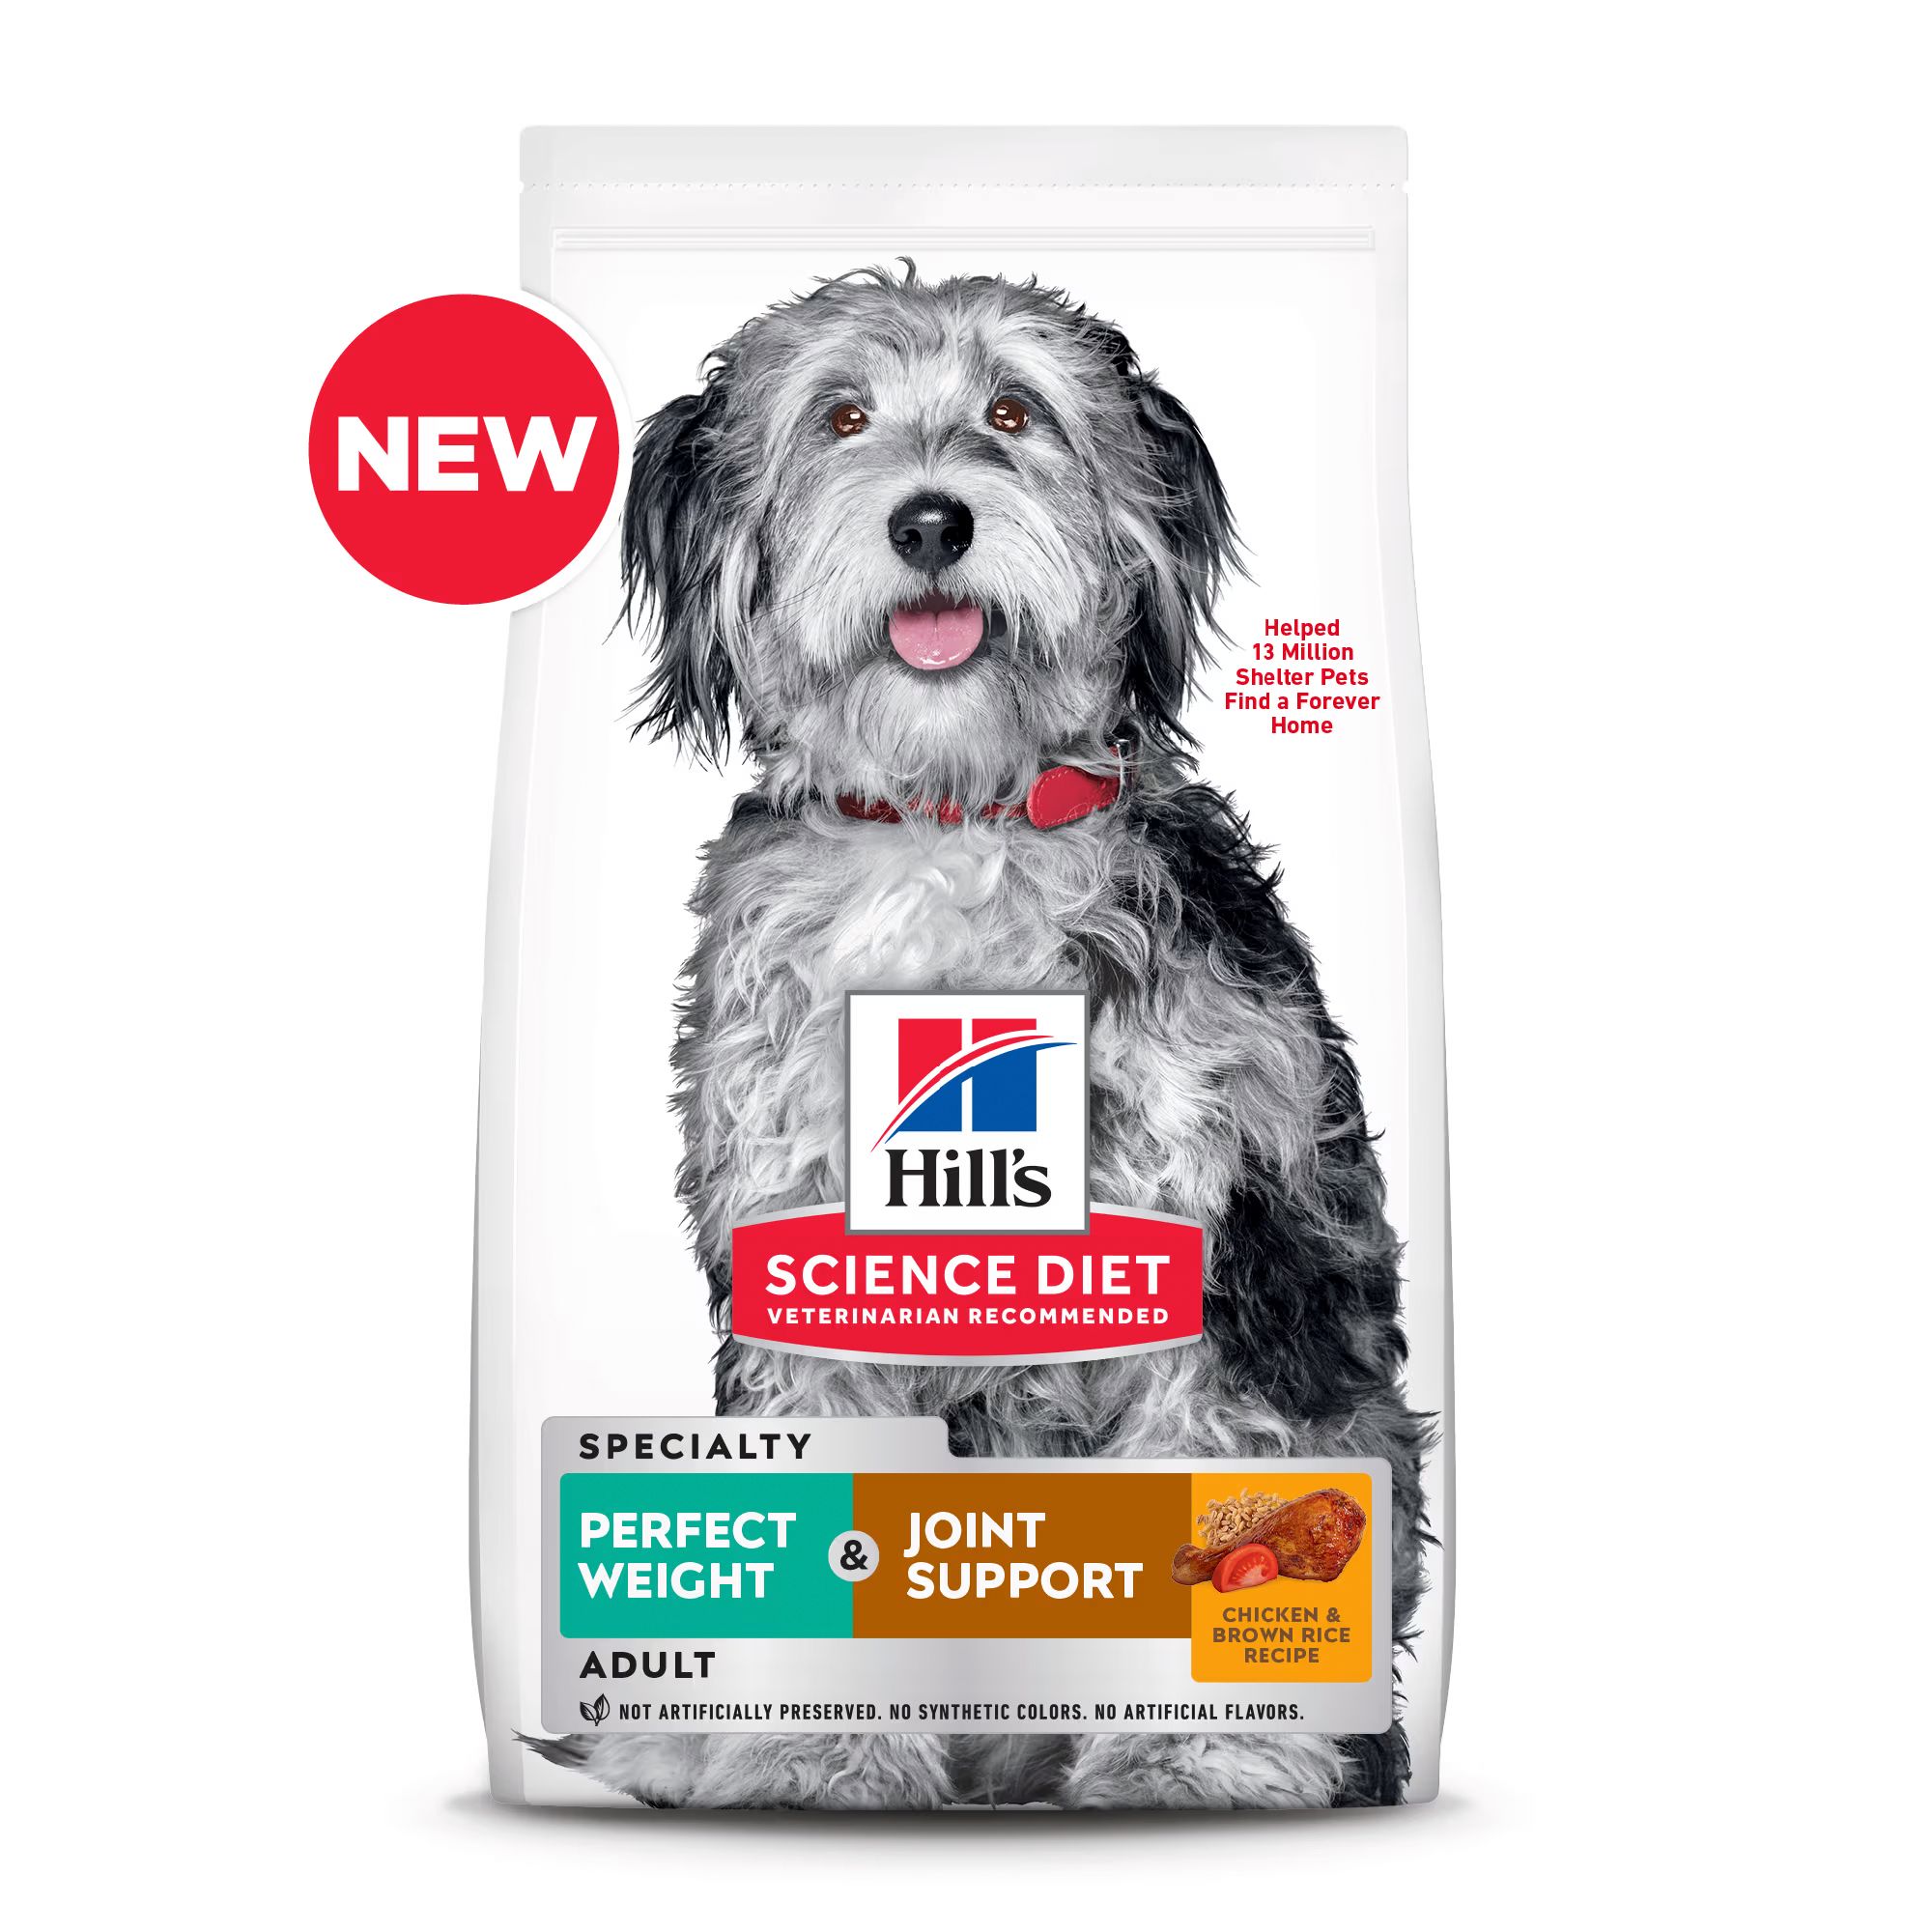 NEW
Helped
13 Million
Shelter Pets
Find a Forever
Home
Hill's
SCIENCE DIET
VETERINARIAN RECOMMENDED
SPECIALTY
PERFECT
WEIGHT
&
JOINT
SUPPORT
CHICKEN &
BROWN RICE
RECIPE
ADULT
NOT ARTIFICIALLY PRESERVED. NO SYNTHETIC COLORS. NO ARTIFICIAL FLAVORS.